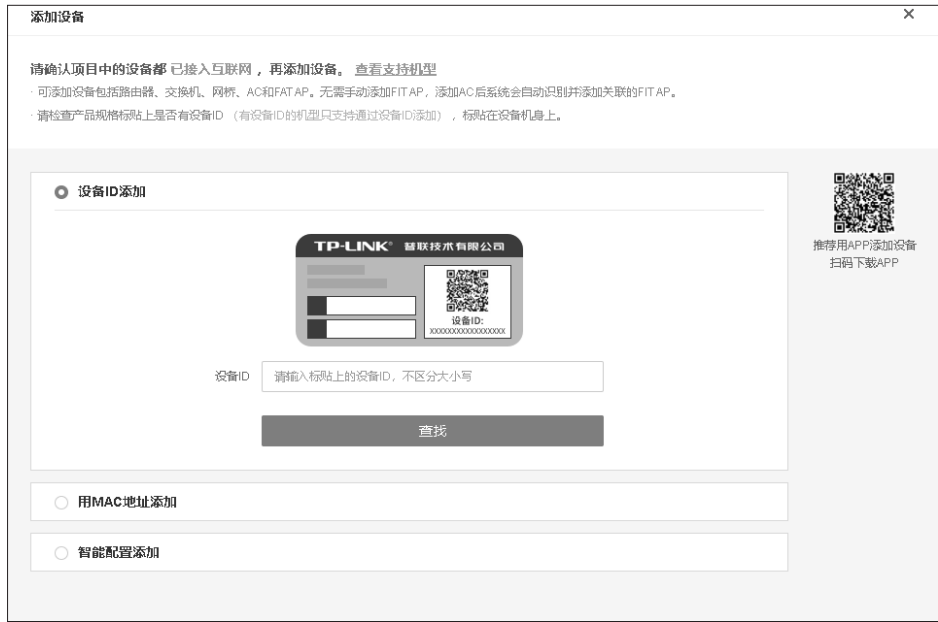 添加设备
请确认项目中的设备都 已接入互联网 ，再添加设备。 查看支持机型
· 可添加设备包括路由器、交换机、网桥、AC和FAT AP。无需手动添加FIT AP，添加AC后系统会自动识别并添加关联的FIT AP。
· 请检查产品规格标贴上是否有设备ID （有设备ID的机型只支持通过设备ID添加） ，标贴在设备机身上。
设备ID添加
TP-LINK® 普联技术有限公司
设备ID:
XXXXXXXXXXXXXXXXX
设备ID 请输入标贴上的设备ID，不区分大小写
查找
用MAC地址添加
智能配置添加
推荐用APP添加设备
扫码下载APP